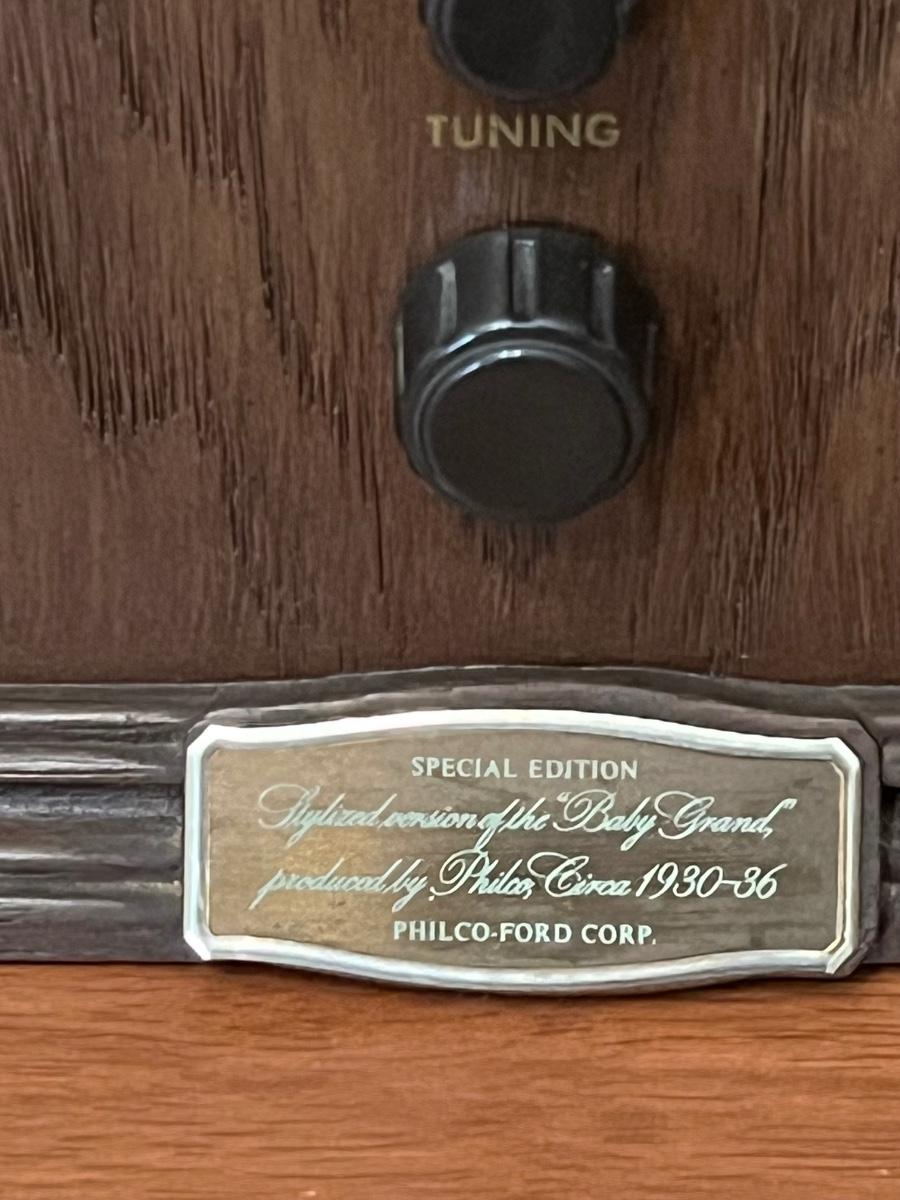 TUNING
SPECIAL EDITION
Stylized version of the "Baby Grand,"
produced by Philco, Circa 1930-36
PHILCO-FORD CORP.